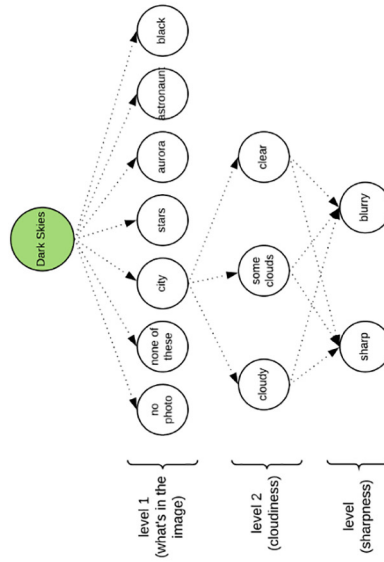 Dark Skies
no
photo
none of
these
city
stars
aurora
astronaunt
black
level 1
(what's in the
image)
cloudy
some
clouds
clear
level 2
(cloudiness)
sharp
blurry
level
(sharpness)